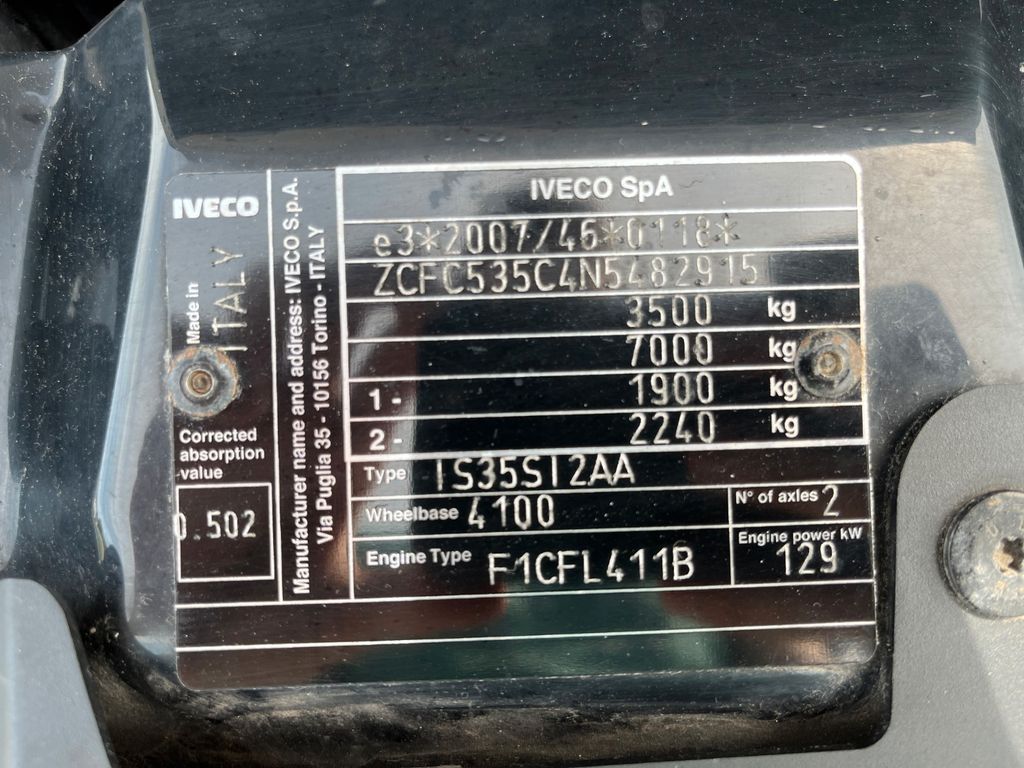 IVECO
Made in
ITALY
Corrected
absorption
value
0.502
Manufacturer name and address: IVECO S.p.A.
Via Puglia 35 - 10156 Torino - ITALY
IVECO SpA
e3*2007/46*0118*
ZCFC535C4N5482915
3500 kg
7000 kg
1 - 1900 kg
2 - 2240 kg
Type IS35SI2AA
Wheelbase 4100
N° of axles 2
Engine Type F1CFL411B
Engine power kW
129